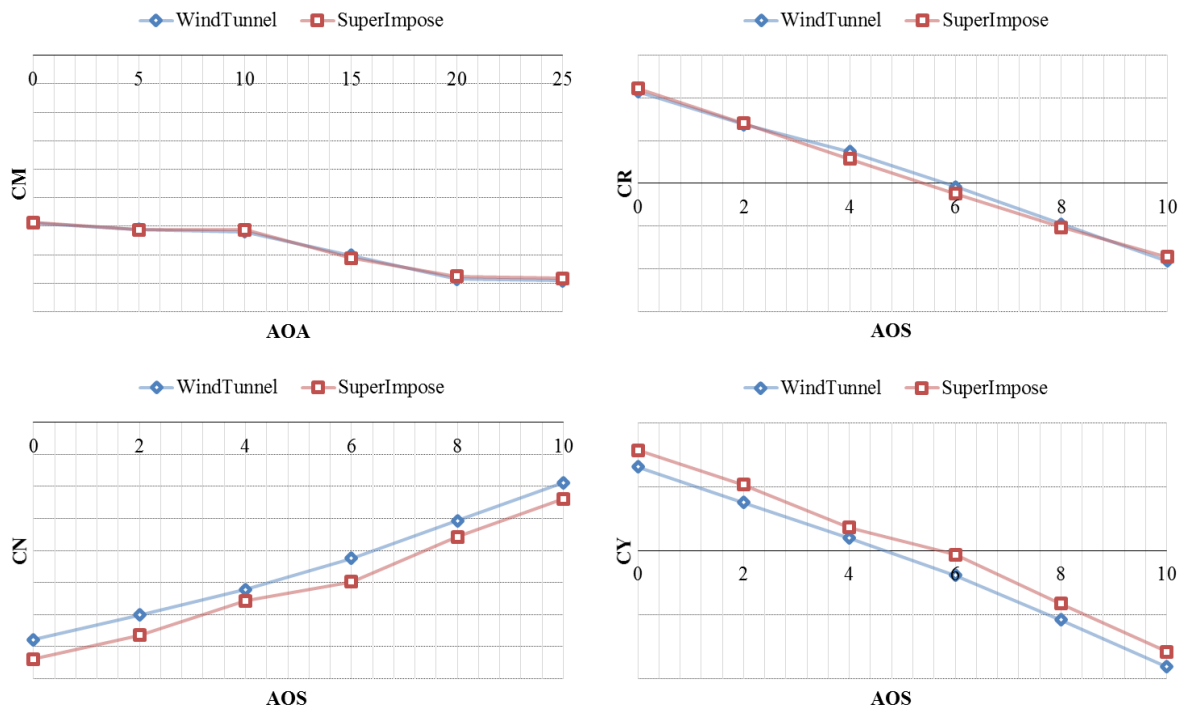 WindTunnel SuperImpose
0 5 10 15 20 25
CM
AOA
WindTunnel SuperImpose
CR
0 2 4 6 8 10
AOS
WindTunnel SuperImpose
0 2 4 6 8 10
CN
AOS
WindTunnel SuperImpose
CY
0 2 4 6 8 10
AOS